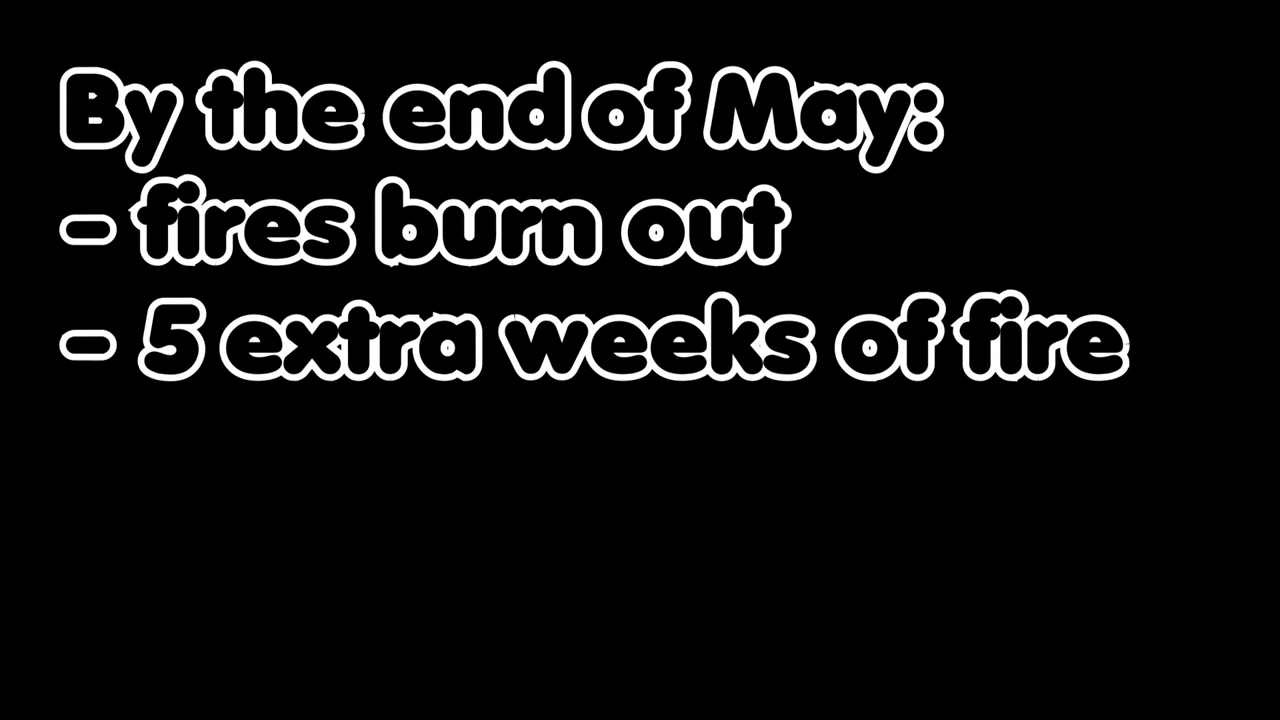 By the end of May:
- fires burn out
- 5 extra weeks of fire